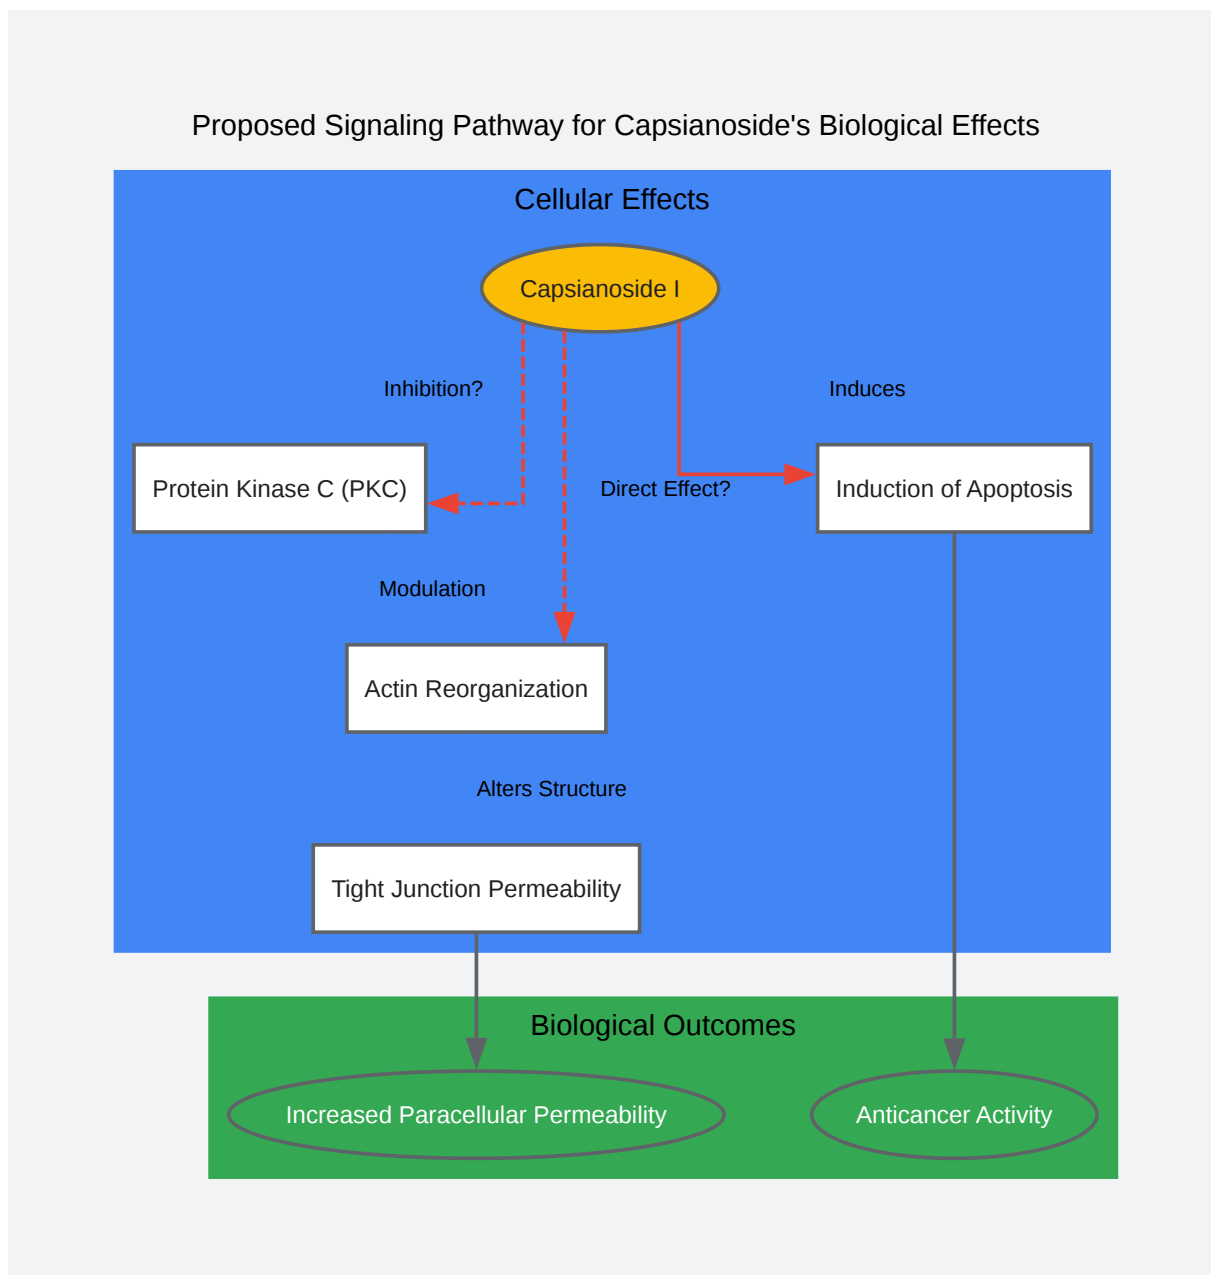 Proposed Signaling Pathway for Capsianoside's Biological Effects
Cellular Effects
Capsianoside I
Inhibition?
Induces
Protein Kinase C (PKC)
Direct Effect?
Induction of Apoptosis
Modulation
Actin Reorganization
Alters Structure
Tight Junction Permeability
Biological Outcomes
Increased Paracellular Permeability
Anticancer Activity